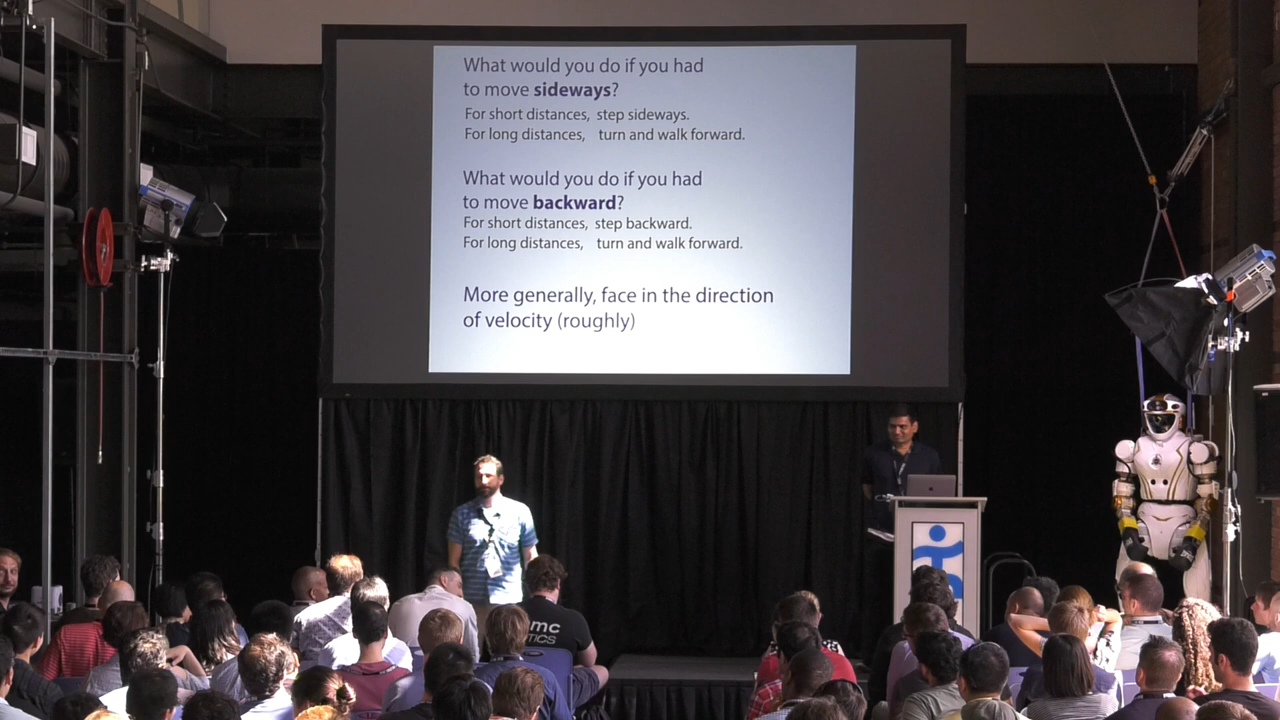 What would you do if you had
to move sideways?
For short distances, step sideways.
For long distances, turn and walk forward.
What would you do if you had
to move backward?
For short distances, step backward.
For long distances, turn and walk forward.
More generally, face in the direction
of velocity (roughly)
mc
TICS